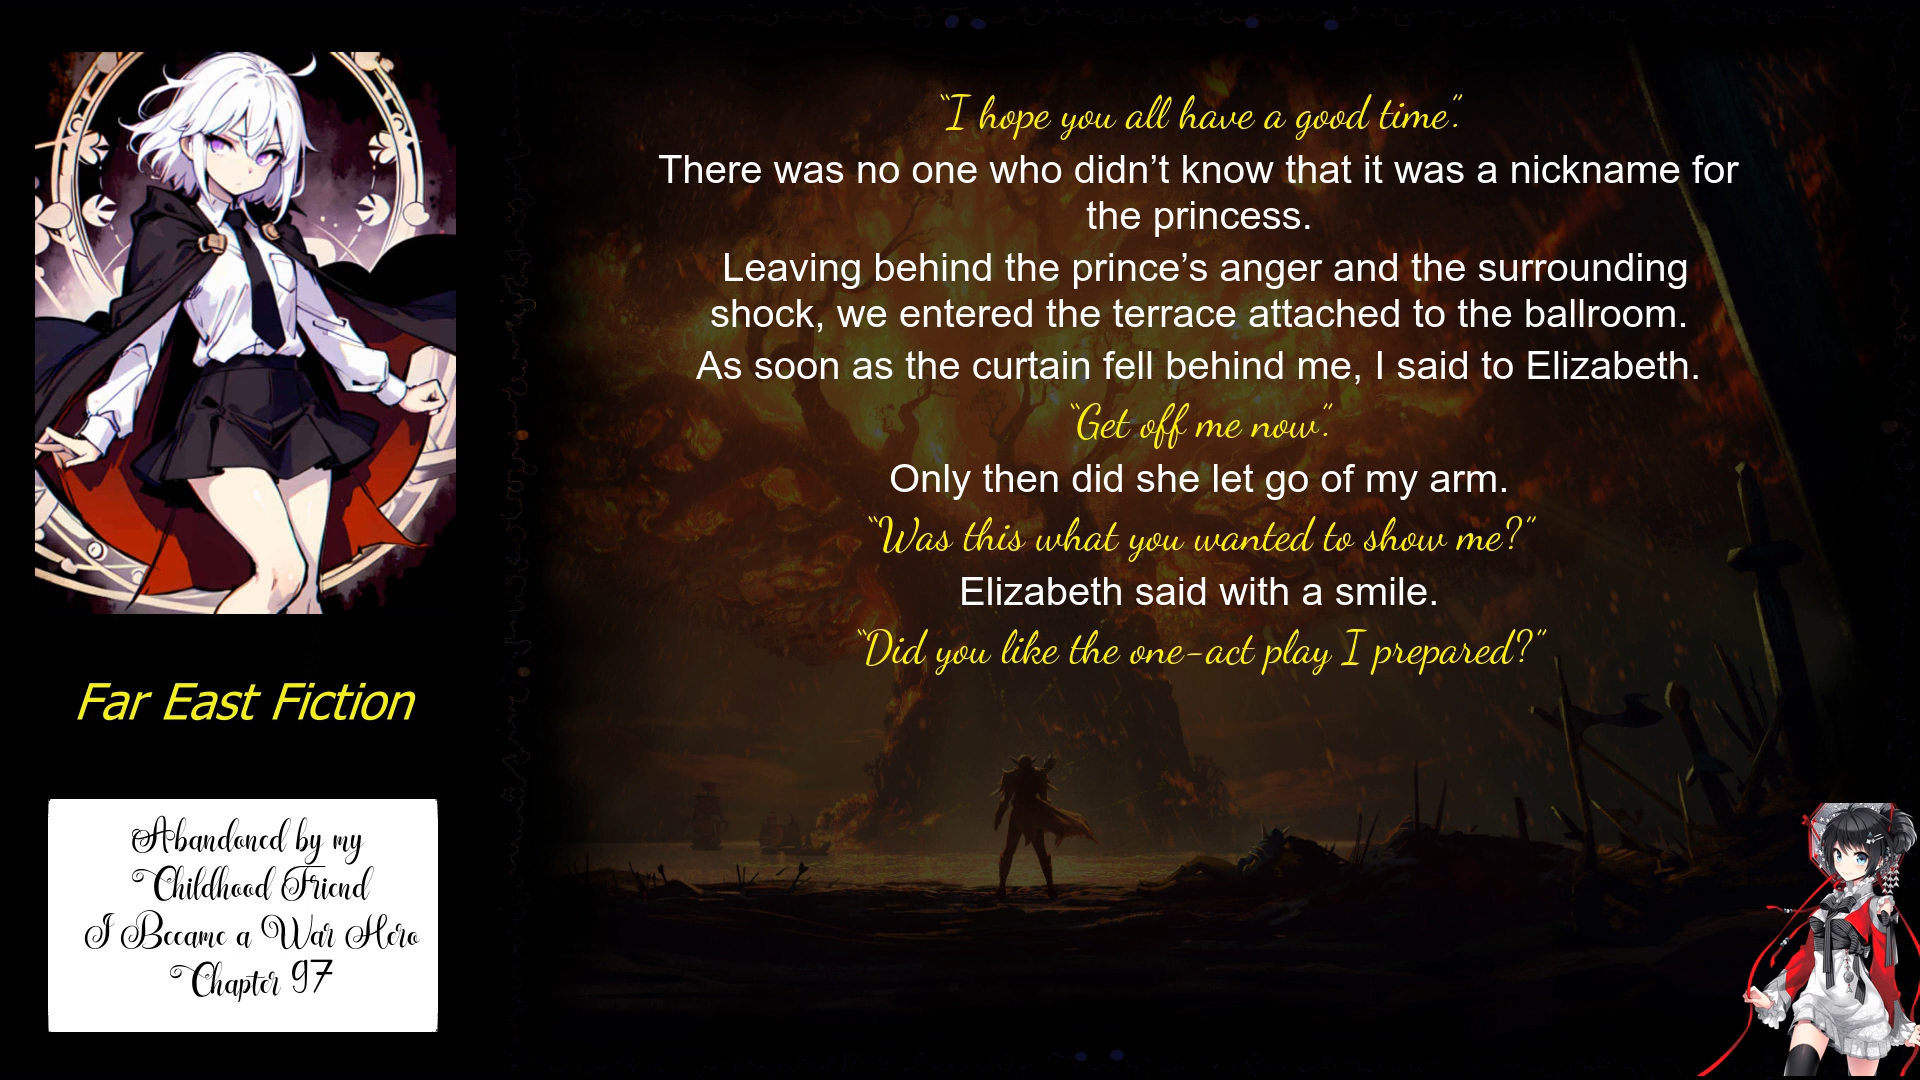 “I hope you all have a good time”.
There was no one who didn’t know that it was a nickname for
the princess.
Leaving behind the prince’s anger and the surrounding
shock, we entered the terrace attached to the ballroom.
As soon as the curtain fell behind me, I said to Elizabeth.
“Get off me now”.
Only then did she let go of my arm.
“Was this what you wanted to show me?”
Elizabeth said with a smile.
“Did you like the one-act play I prepared?”
Far East Fiction
Abandoned by my
Childhood Friend
I Became a War Hero
Chapter 97